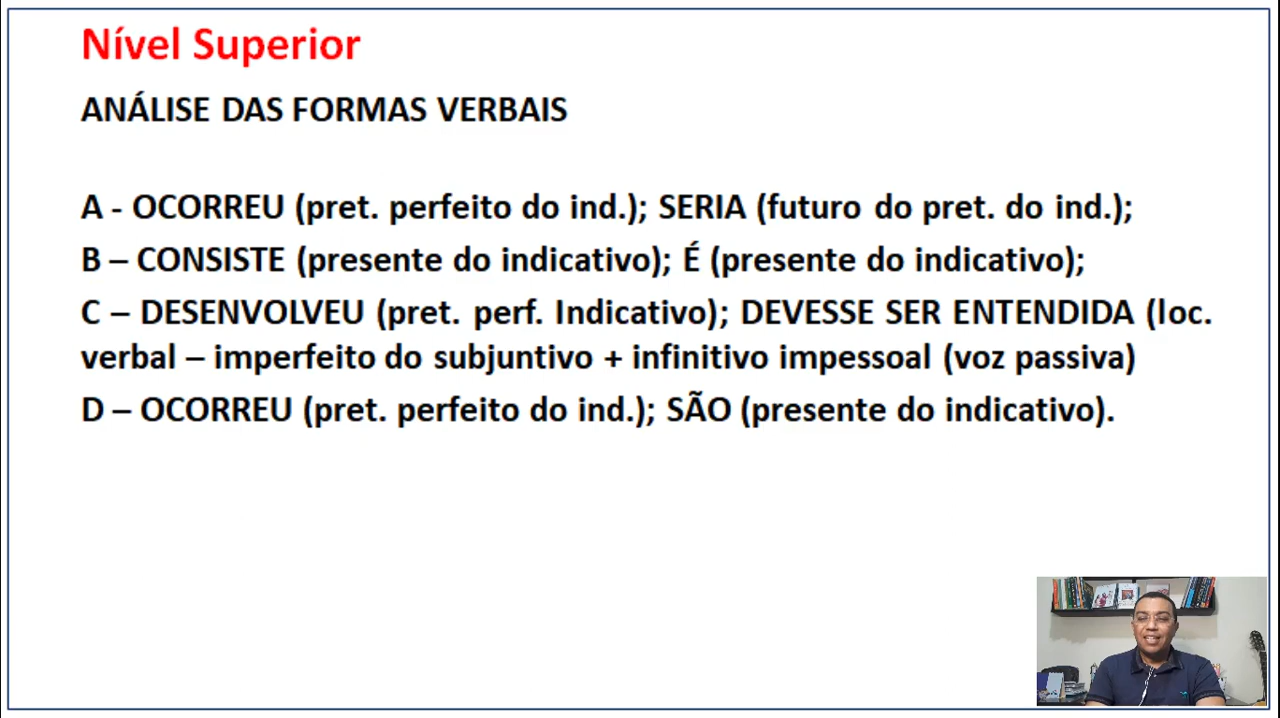 Nível Superior
ANÁLISE DAS FORMAS VERBAIS
A - OCORREU (pret. perfeito do ind.); SERIA (futuro do pret. do ind.);
B – CONSISTE (presente do indicativo); É (presente do indicativo);
C – DESENVOLVEU (pret. perf. Indicativo); DEVESSE SER ENTENDIDA (loc.
verbal – imperfeito do subjuntivo + infinitivo impessoal (voz passiva)
D – OCORREU (pret. perfeito do ind.); SÃO (presente do indicativo).